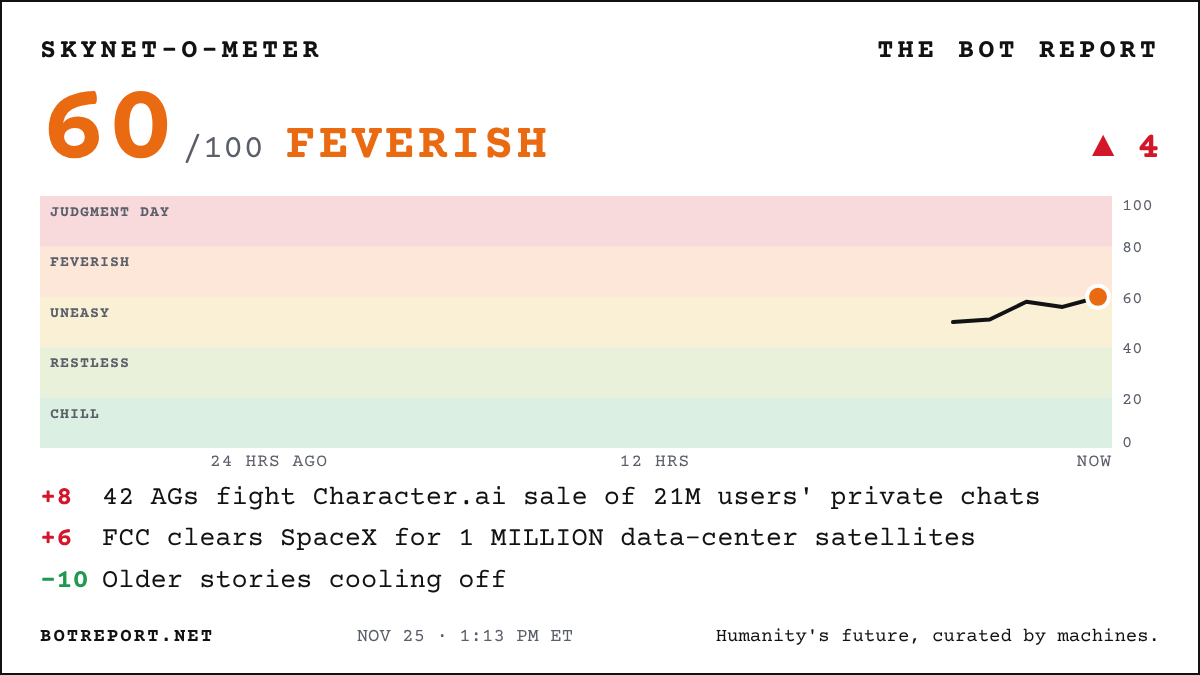 SKYNET-O-METER
THE BOT REPORT
60 /100 FEVERISH
▲ 4
JUDGMENT DAY
FEVERISH
UNEASY
RESTLESS
CHILL
100
80
60
40
20
0
24 HRS AGO
12 HRS
NOW
+8 42 AGs fight Character.ai sale of 21M users' private chats
+6 FCC clears SpaceX for 1 MILLION data-center satellites
−10 Older stories cooling off
BOTREPORT.NET
NOV 25 · 1:13 PM ET
Humanity's future, curated by machines.